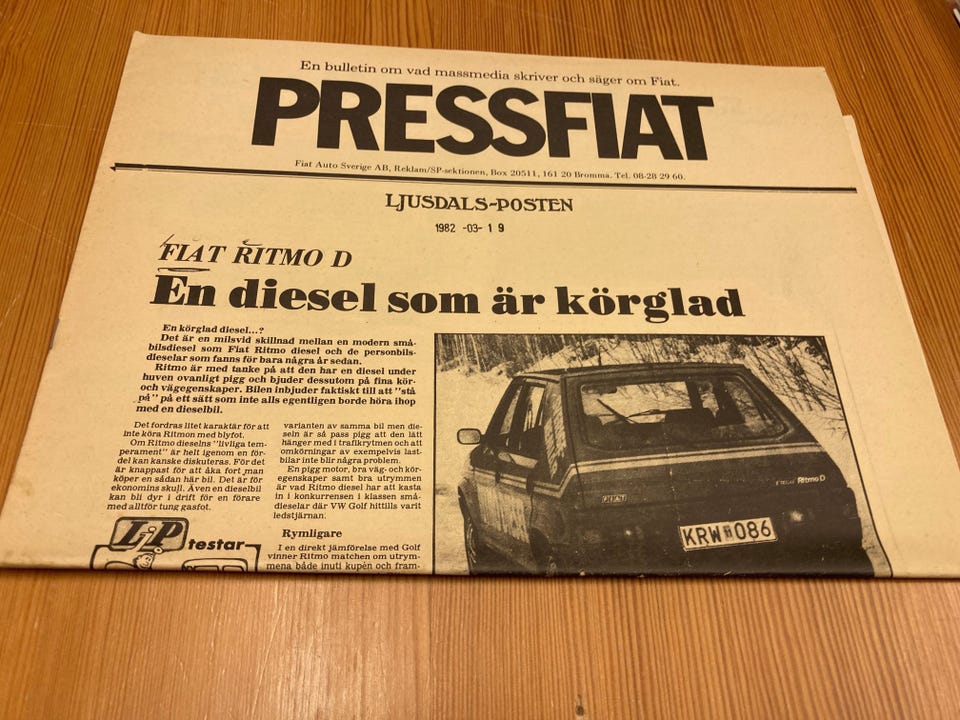 En bulletin om vad massmedia skriver och säger om Fiat.
PRESSFIAT
Fiat Auto Sverige AB, Reklam/SP-sektionen, Box 20511, 161 20 Bromma. Tel. 08-28 29 60.
LJUSDALS-POSTEN
1982 -03- 1 9
FIAT RITMO D
En diesel som är körglad
En körglad diesel...?
Det är en milsvid skillnad mellan en modern små-
bilsdiesel som Fiat Ritmo diesel och de personbils-
dieselar som fanns för bara några år sedan.
Ritmo är med tanke på att den har en diesel under
huven ovanligt pigg och bjuder dessutom på fina kör-
och vägegenskaper. Bilen inbjuder faktiskt till att "stå
på" på ett sätt som inte alls egentligen borde höra ihop
med en dieselbil.
Det fordras litet karaktär för att
inte köra Ritmon med blyfot.
Om Ritmo dieselns "livliga tem-
perament" är helt igenom en för-
del kan kanske diskuteras. För det
är knappast för att åka fort man
köper en sådan här bil. Det är för
ekonomins skull. Även en dieselbil
kan bli dyr i drift för en förare
med alltför tung gasfot.
LjP testar
varianten av samma bil men die-
seln är så pass pigg att den lätt
hänger med i trafikrytmen och att
omkörningar av exempelvis last-
bilar inte blir några problem.
En pigg motor, bra väg- och kör-
egenskaper samt bra utrymmen
är vad Ritmo diesel har att kasta
in i konkurrensen i klassen små-
dieselar där VW Golf hittills varit
ledstjärnan.
Rymligare
I en direkt jämförelse med Golf
vinner Ritmo matchen om utrym-
mena både inuti kupén och fram-
FIAT
Ritmo D
KRW 086